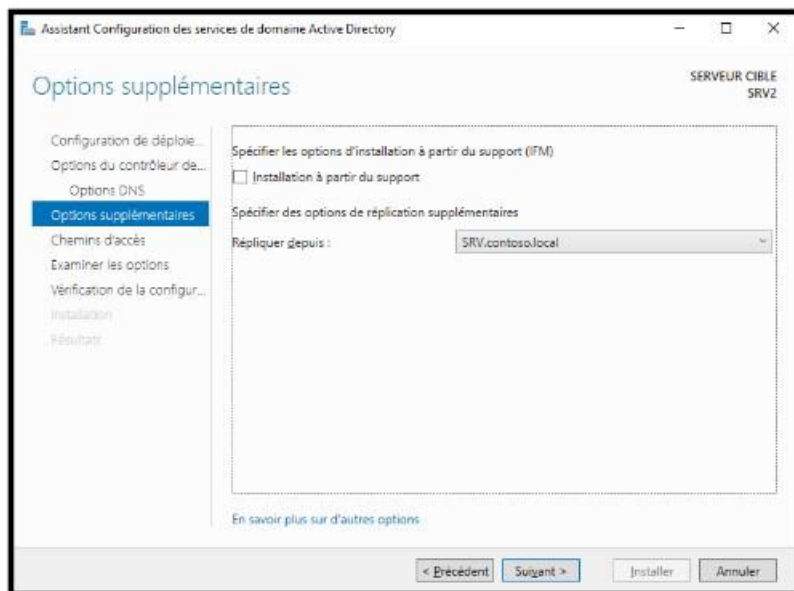 Assistant Configuration des services de domaine Active Directory
Options supplémentaires
SERVEUR CIBLE
SRV2
Configuration de déploie...
Options du contrôleur de...
Options DNS
Options supplémentaires
Chemins d'accès
Examiner les options
Vérification de la configur...
Installation
Résultats
Spécifier les options d'installation à partir du support (IFM)
Installation à partir du support
Spécifier des options de réplication supplémentaires
Répliquer depuis : SRV.contoso.local
En savoir plus sur d'autres options
< Précédent Suivant > Installer Annuler